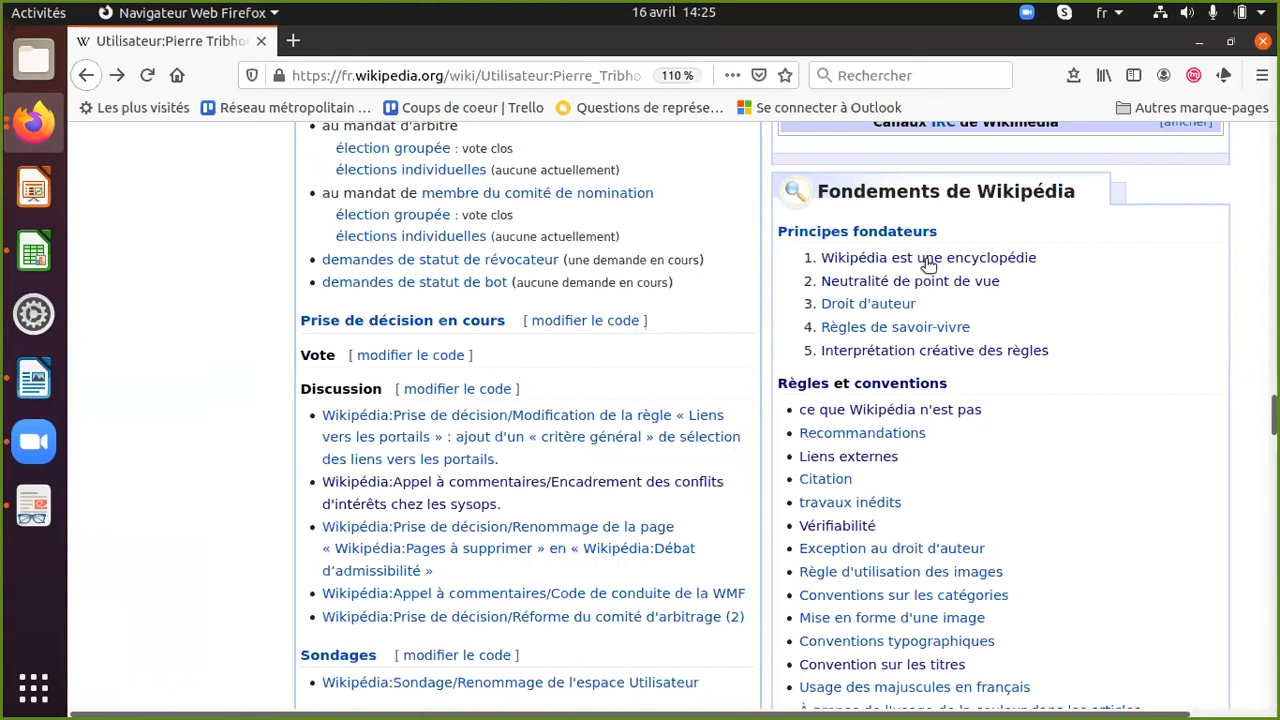 Activités
Navigateur Web Firefox
16 avril 14:25
fr
W Utilisateur:Pierre Tribho
https://fr.wikipedia.org/wiki/Utilisateur:Pierre_Tribho
110 %
Rechercher
Les plus visités
Réseau métropolitain …
Coups de coeur | Trello
Questions de représe…
Se connecter à Outlook
Autres marque-pages
au mandat d'arbitre
élection groupée : vote clos
élections individuelles (aucune actuellement)
au mandat de membre du comité de nomination
élection groupée : vote clos
élections individuelles (aucune actuellement)
demandes de statut de révocateur (une demande en cours)
demandes de statut de bot (aucune demande en cours)
Prise de décision en cours [ modifier le code ]
Vote [ modifier le code ]
Discussion [ modifier le code ]
Wikipédia:Prise de décision/Modification de la règle « Liens
vers les portails » : ajout d'un « critère général » de sélection
des liens vers les portails.
Wikipédia:Appel à commentaires/Encadrement des conflits
d'intérêts chez les sysops.
Wikipédia:Prise de décision/Renommage de la page
« Wikipédia:Pages à supprimer » en « Wikipédia:Débat
d’admissibilité »
Wikipédia:Appel à commentaires/Code de conduite de la WMF
Wikipédia:Prise de décision/Réforme du comité d'arbitrage (2)
Sondages [ modifier le code ]
Wikipédia:Sondage/Renommage de l'espace Utilisateur
Canaux IRC de Wikimedia [afficher]
Fondements de Wikipédia
Principes fondateurs
1. Wikipédia est une encyclopédie
2. Neutralité de point de vue
3. Droit d'auteur
4. Règles de savoir-vivre
5. Interprétation créative des règles
Règles et conventions
ce que Wikipédia n'est pas
Recommandations
Liens externes
Citation
travaux inédits
Vérifiabilité
Exception au droit d'auteur
Règle d'utilisation des images
Conventions sur les catégories
Mise en forme d'une image
Conventions typographiques
Convention sur les titres
Usage des majuscules en français
À propos de l'usage de la couleur dans les articles